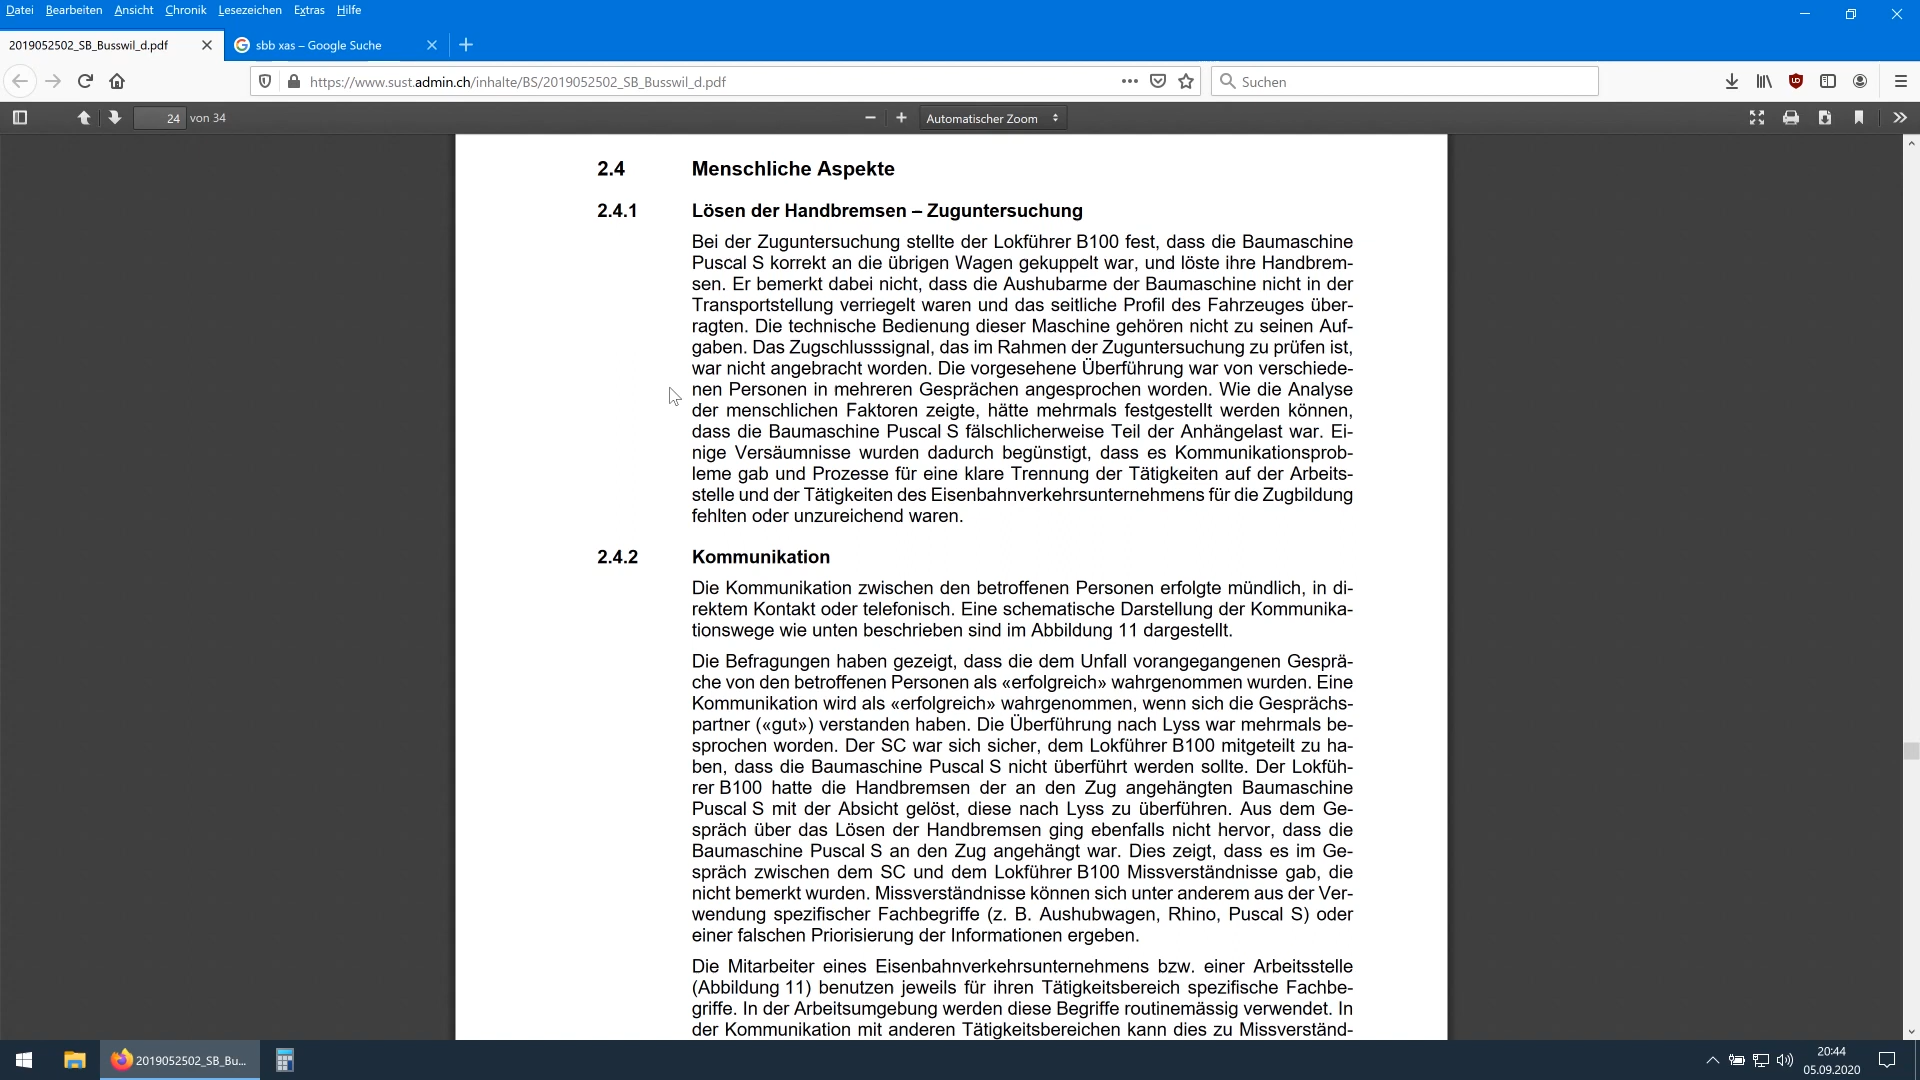 Datei Bearbeiten Ansicht Chronik Lesezeichen Extras Hilfe
2019052502_SB_Busswil_d.pdf
sbb xas – Google Suche
https://www.sust.admin.ch/inhalte/BS/2019052502_SB_Busswil_d.pdf
Suchen
24 von 34
Automatischer Zoom
2.4 Menschliche Aspekte
2.4.1 Lösen der Handbremsen – Zuguntersuchung
Bei der Zuguntersuchung stellte der Lokführer B100 fest, dass die Baumaschine
Puscal S korrekt an die übrigen Wagen gekuppelt war, und löste ihre Handbrem-
sen. Er bemerkt dabei nicht, dass die Aushubarme der Baumaschine nicht in der
Transportstellung verriegelt waren und das seitliche Profil des Fahrzeuges über-
ragten. Die technische Bedienung dieser Maschine gehören nicht zu seinen Auf-
gaben. Das Zugschlusssignal, das im Rahmen der Zuguntersuchung zu prüfen ist,
war nicht angebracht worden. Die vorgesehene Überführung war von verschiede-
nen Personen in mehreren Gesprächen angesprochen worden. Wie die Analyse
der menschlichen Faktoren zeigte, hätte mehrmals festgestellt werden können,
dass die Baumaschine Puscal S fälschlicherweise Teil der Anhängelast war. Ei-
nige Versäumnisse wurden dadurch begünstigt, dass es Kommunikationsprob-
leme gab und Prozesse für eine klare Trennung der Tätigkeiten auf der Arbeits-
stelle und der Tätigkeiten des Eisenbahnverkehrsunternehmens für die Zugbildung
fehlten oder unzureichend waren.
2.4.2 Kommunikation
Die Kommunikation zwischen den betroffenen Personen erfolgte mündlich, in di-
rektem Kontakt oder telefonisch. Eine schematische Darstellung der Kommunika-
tionswege wie unten beschrieben sind im Abbildung 11 dargestellt.
Die Befragungen haben gezeigt, dass die dem Unfall vorangegangenen Gesprä-
che von den betroffenen Personen als «erfolgreich» wahrgenommen wurden. Eine
Kommunikation wird als «erfolgreich» wahrgenommen, wenn sich die Gesprächs-
partner («gut») verstanden haben. Die Überführung nach Lyss war mehrmals be-
sprochen worden. Der SC war sich sicher, dem Lokführer B100 mitgeteilt zu ha-
ben, dass die Baumaschine Puscal S nicht überführt werden sollte. Der Lokfüh-
rer B100 hatte die Handbremsen der an den Zug angehängten Baumaschine
Puscal S mit der Absicht gelöst, diese nach Lyss zu überführen. Aus dem Ge-
spräch über das Lösen der Handbremsen ging ebenfalls nicht hervor, dass die
Baumaschine Puscal S an den Zug angehängt war. Dies zeigt, dass es im Ge-
spräch zwischen dem SC und dem Lokführer B100 Missverständnisse gab, die
nicht bemerkt wurden. Missverständnisse können sich unter anderem aus der Ver-
wendung spezifischer Fachbegriffe (z. B. Aushubwagen, Rhino, Puscal S) oder
einer falschen Priorisierung der Informationen ergeben.
Die Mitarbeiter eines Eisenbahnverkehrsunternehmens bzw. einer Arbeitsstelle
(Abbildung 11) benutzen jeweils für ihren Tätigkeitsbereich spezifische Fachbe-
griffe. In der Arbeitsumgebung werden diese Begriffe routinemässig verwendet. In
der Kommunikation mit anderen Tätigkeitsbereichen kann dies zu Missverständ-
2019052502_SB_Bu...
20:44
05.09.2020